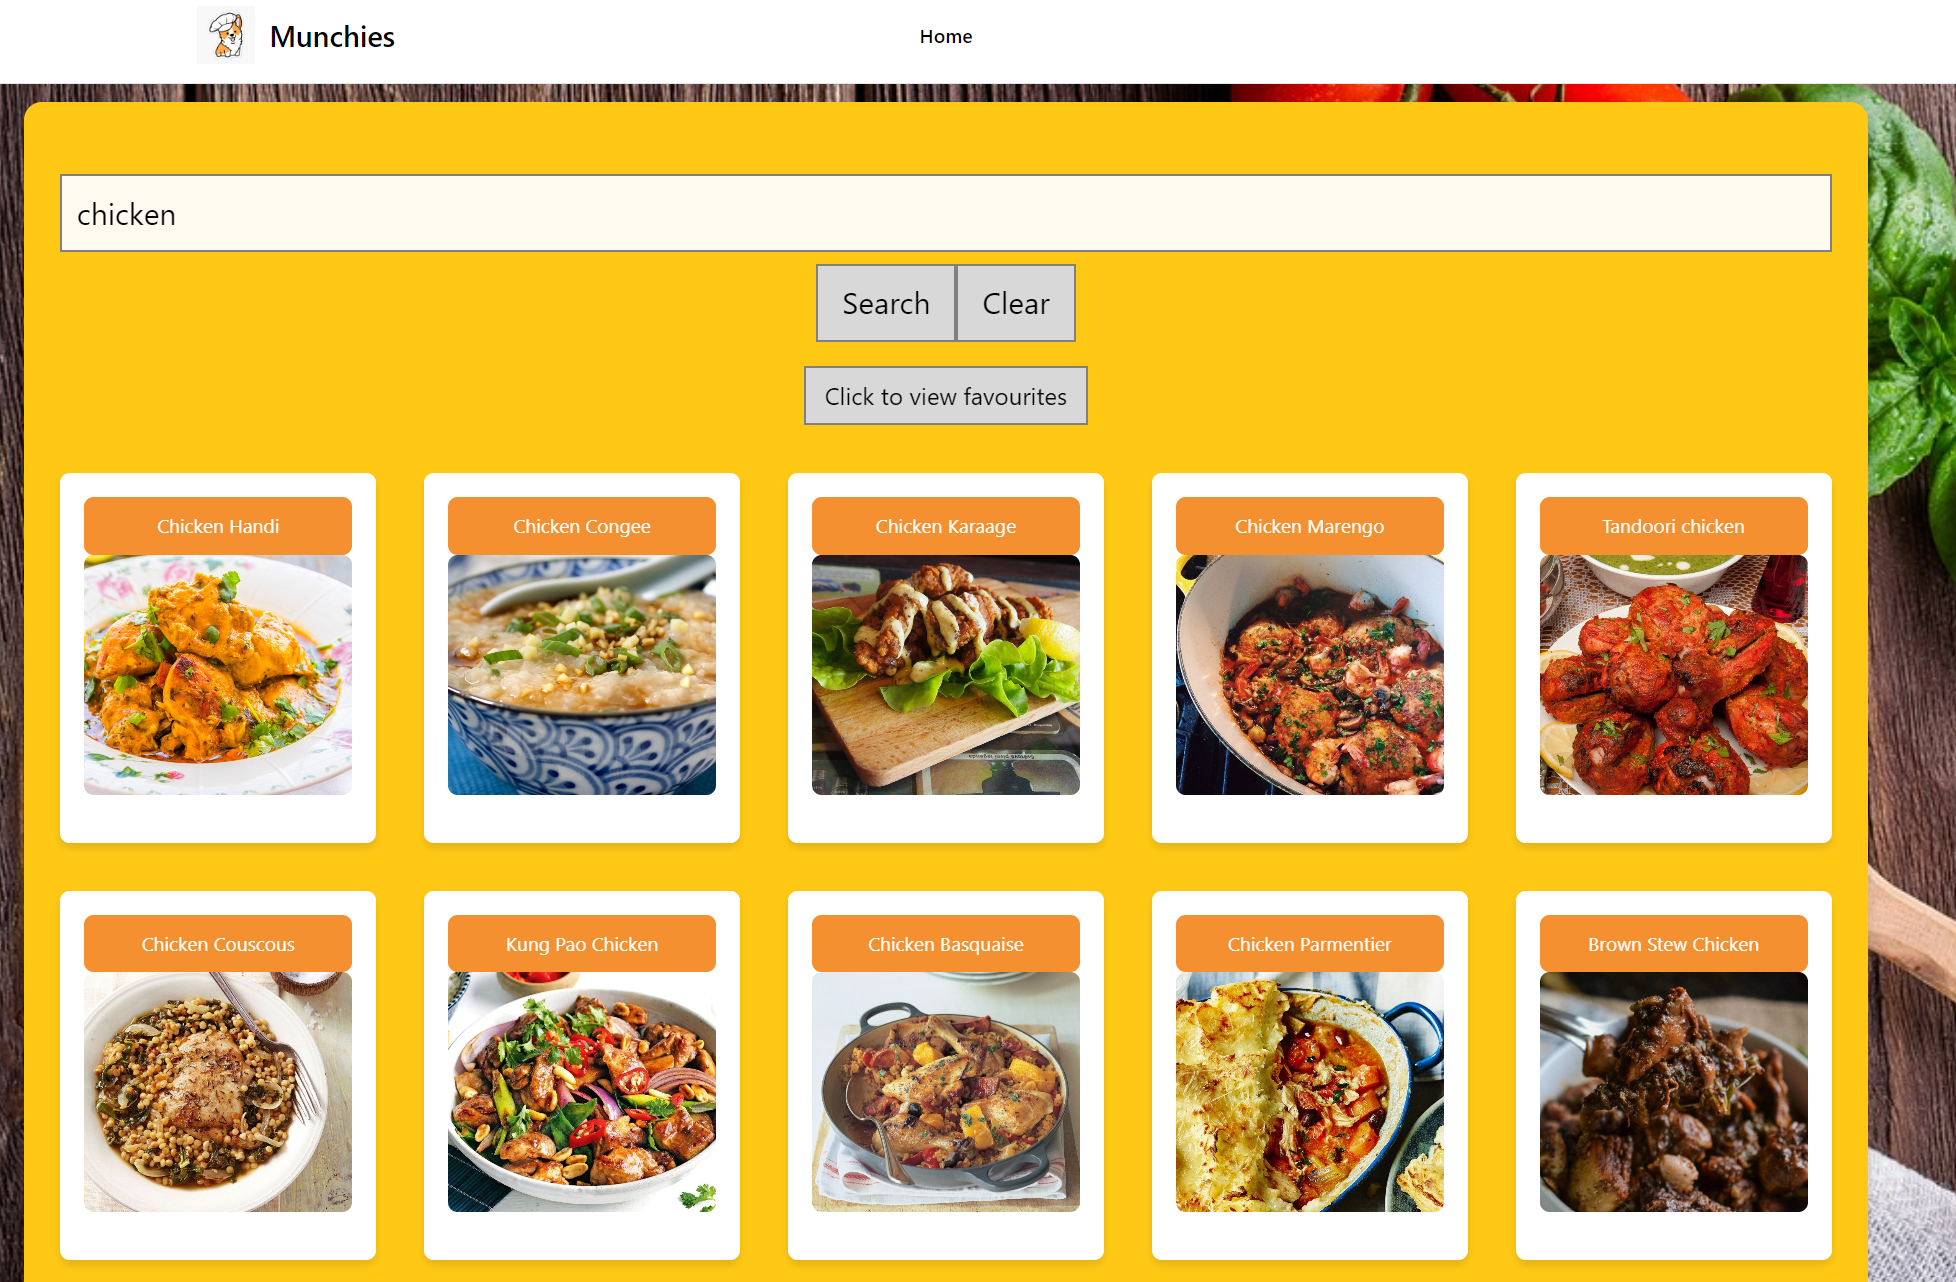 Munchies
Home
chicken
Search
Clear
Click to view favourites
Chicken Handi
Chicken Congee
Chicken Karaage
Chicken Marengo
Tandoori chicken
Chicken Couscous
Kung Pao Chicken
Chicken Basquaise
Chicken Parmentier
Brown Stew Chicken